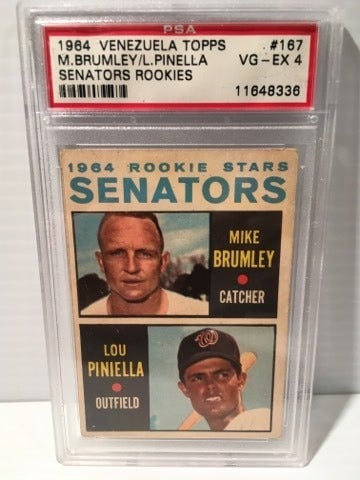 PSA
1964 VENEZUELA TOPPS #167
M.BRUMLEY/L.PINELLA VG-EX 4
SENATORS ROOKIES
11648336
1964 ROOKIE STARS
SENATORS
MIKE
BRUMLEY
CATCHER
LOU
PINIELLA
OUTFIELD
W